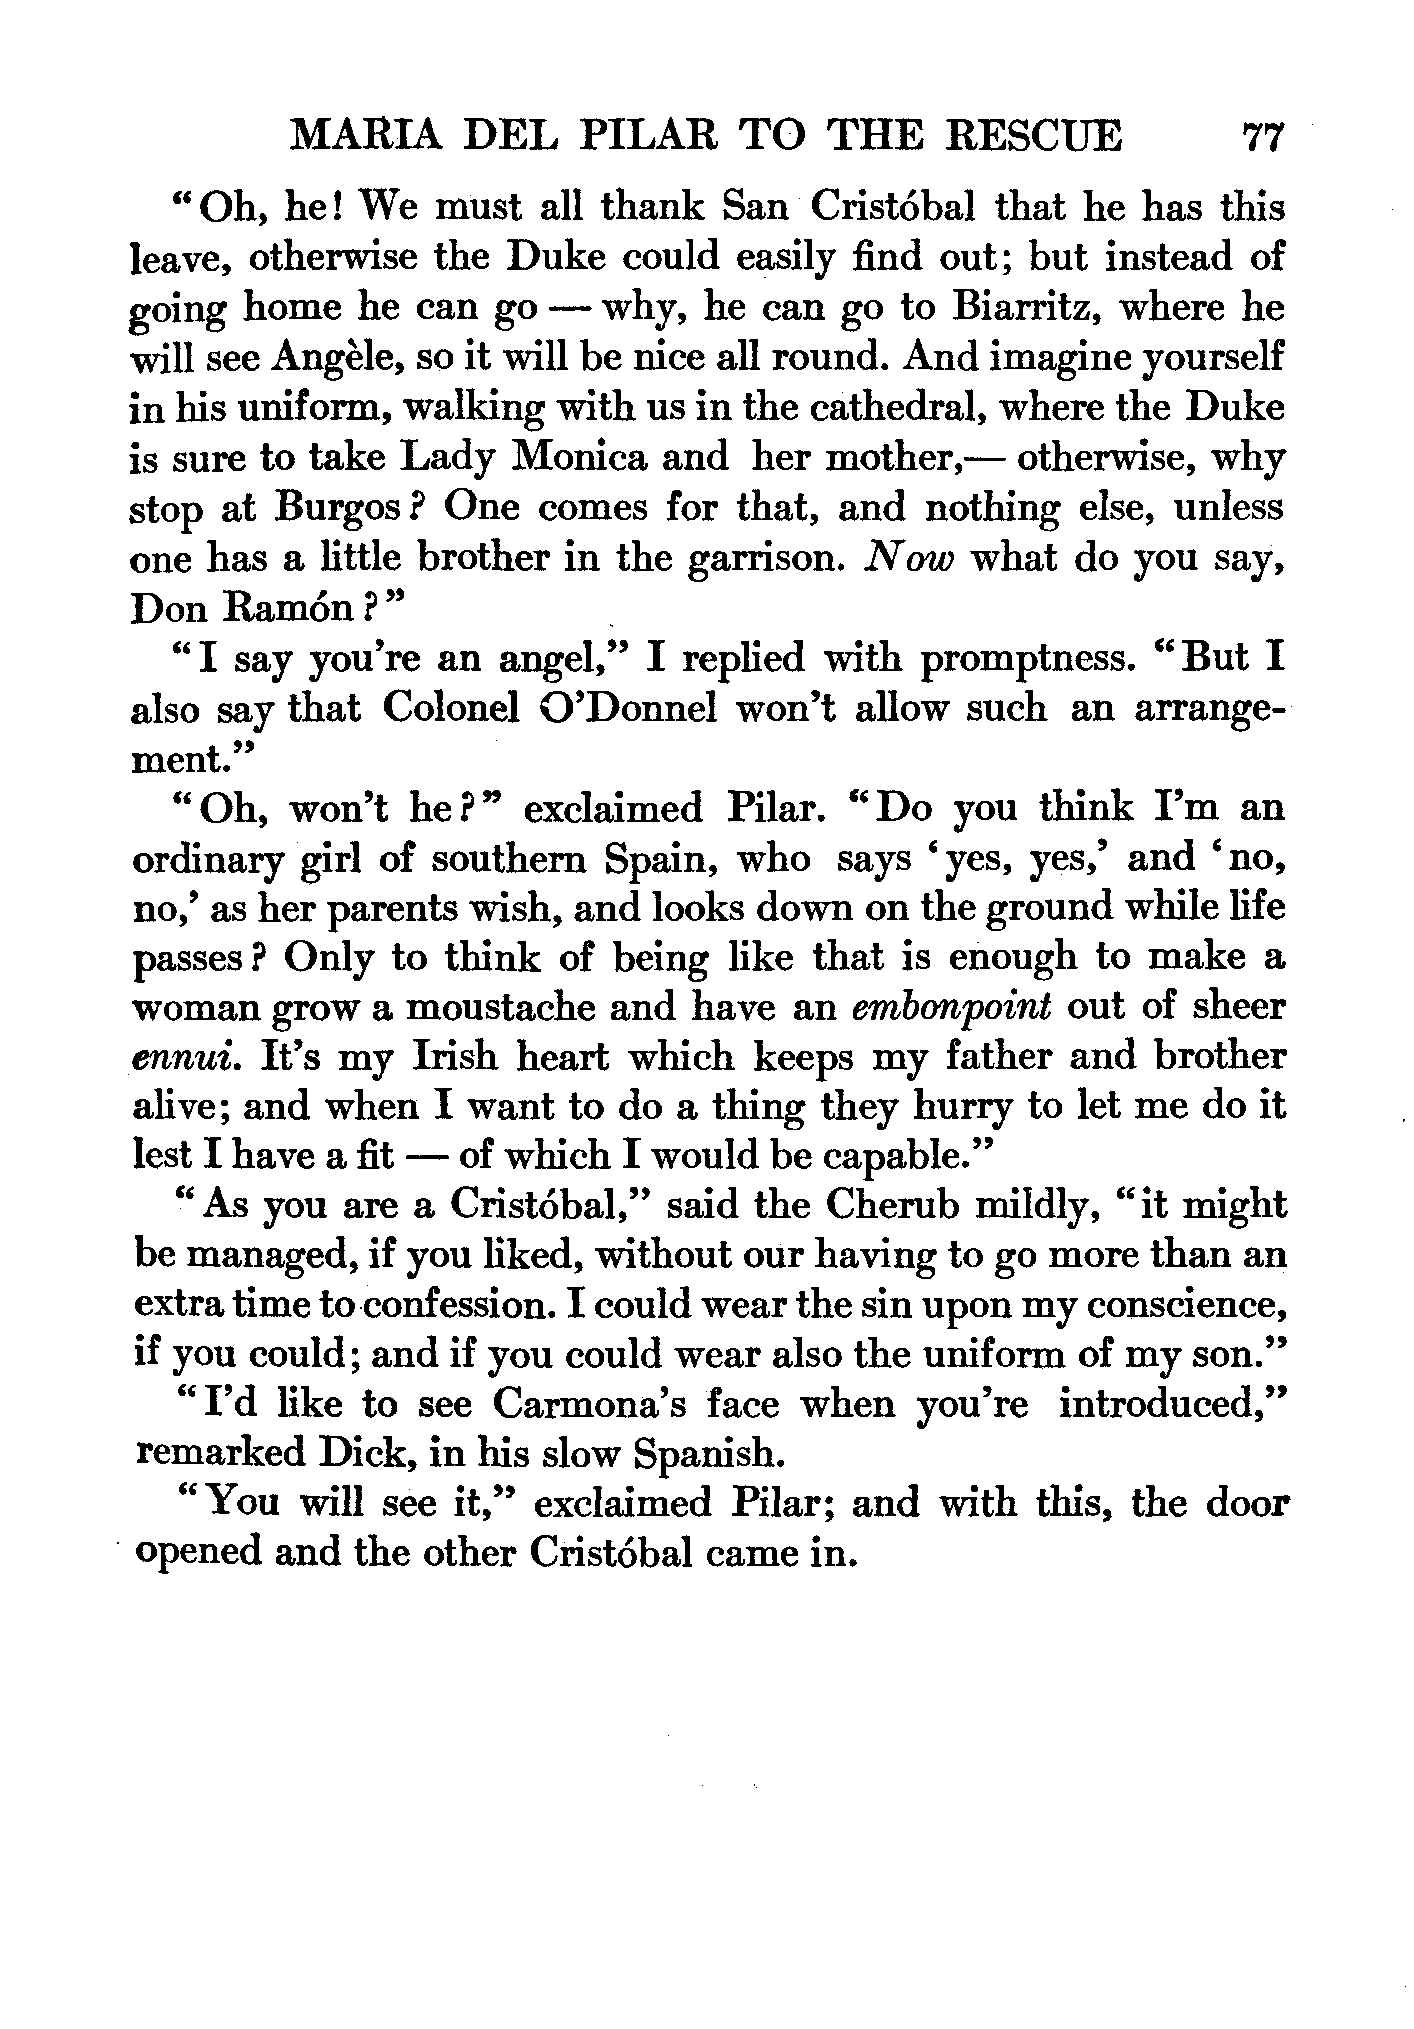 MARIA DEL PILAR TO THE RESCUE 77
"Oh, he! We must all thank San Cristóbal that he has this
leave, otherwise the Duke could easily find out; but instead of
going home he can go — why, he can go to Biarritz, where he
will see Angèle, so it will be nice all round. And imagine yourself
in his uniform, walking with us in the cathedral, where the Duke
is sure to take Lady Monica and her mother,— otherwise, why
stop at Burgos? One comes for that, and nothing else, unless
one has a little brother in the garrison. Now what do you say,
Don Ramón?"
"I say you're an angel," I replied with promptness. "But I
also say that Colonel O'Donnel won't allow such an arrange-
ment."
"Oh, won't he?" exclaimed Pilar. "Do you think I'm an
ordinary girl of southern Spain, who says 'yes, yes,' and 'no,
no,' as her parents wish, and looks down on the ground while life
passes? Only to think of being like that is enough to make a
woman grow a moustache and have an embonpoint out of sheer
ennui. It's my Irish heart which keeps my father and brother
alive; and when I want to do a thing they hurry to let me do it
lest I have a fit — of which I would be capable."
"As you are a Cristóbal," said the Cherub mildly, "it might
be managed, if you liked, without our having to go more than an
extra time to confession. I could wear the sin upon my conscience,
if you could; and if you could wear also the uniform of my son."
"I'd like to see Carmona's face when you're introduced,"
remarked Dick, in his slow Spanish.
"You will see it," exclaimed Pilar; and with this, the door
opened and the other Cristóbal came in.